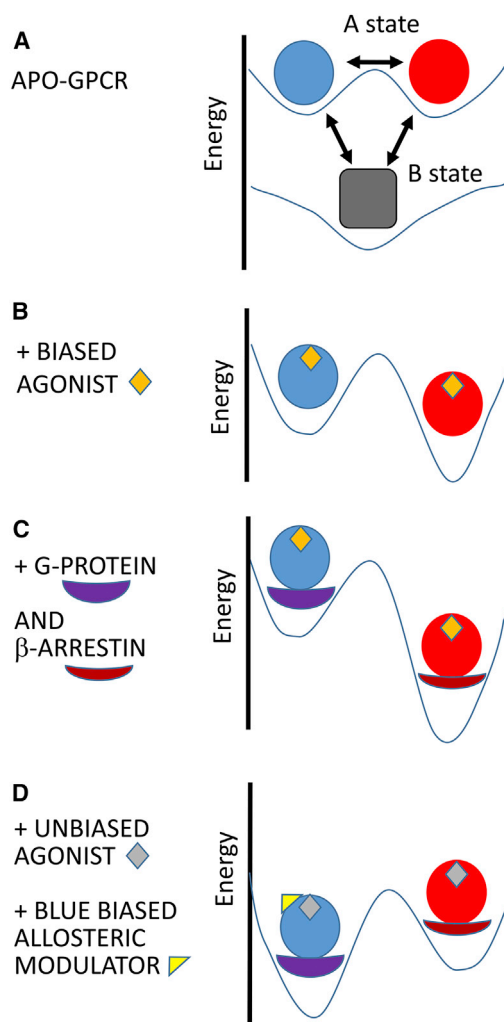 A
APO-GPCR
Energy
A state
B state
B
+ BIASED
AGONIST
Energy
C
+ G-PROTEIN
AND
β-ARRESTIN
Energy
D
+ UNBIASED
AGONIST
+ BLUE BIASED
ALLOSTERIC
MODULATOR
Energy